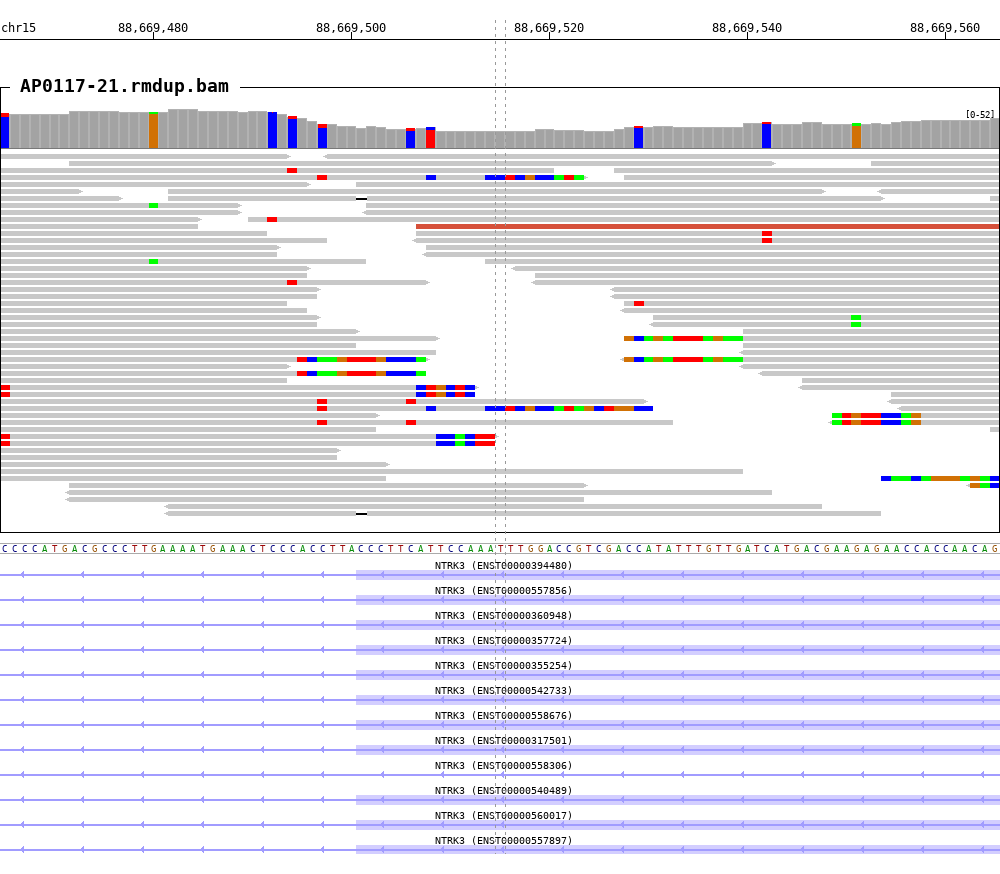 chr15 88,669,480 88,669,500 88,669,520 88,669,540 88,669,560
AP0117-21.rmdup.bam
[0-52]
CCCCATGACGCCCTTGAAAATGAAACTCCCACCTTACCCTTCATTCCAAATTTGGACCGTCGACCATATTTGTTGATCATGACGAAGAGAACCACCAACAG
NTRK3 (ENST00000394480)
NTRK3 (ENST00000557856)
NTRK3 (ENST00000360948)
NTRK3 (ENST00000357724)
NTRK3 (ENST00000355254)
NTRK3 (ENST00000542733)
NTRK3 (ENST00000558676)
NTRK3 (ENST00000317501)
NTRK3 (ENST00000558306)
NTRK3 (ENST00000540489)
NTRK3 (ENST00000560017)
NTRK3 (ENST00000557897)